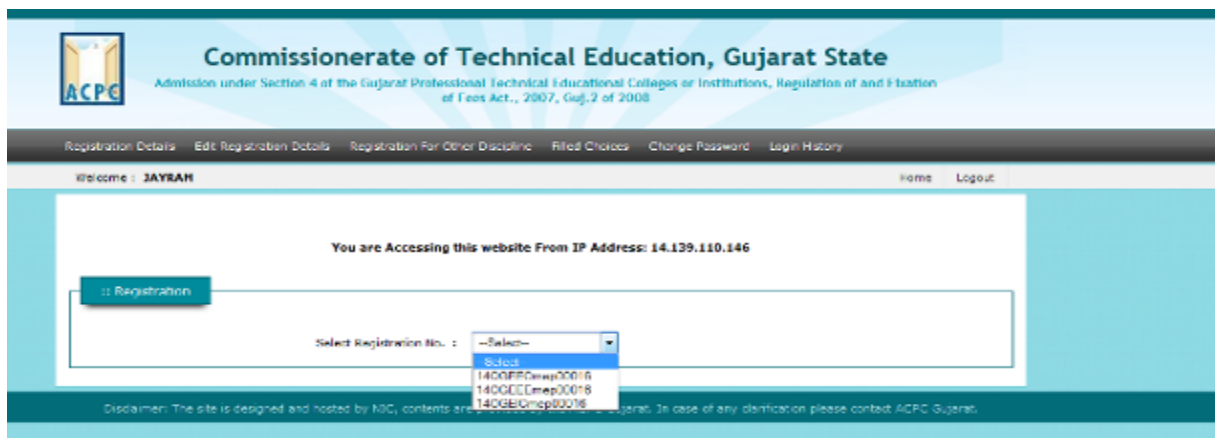 ACPC
Commissionerate of Technical Education, Gujarat State
Admission under Section 4 of the Gujarat Professional Technical Educational Colleges or Institutions, Regulation of and Fixation
of Fees Act., 2007, Guj.2 of 2008
Registration Details Edit Registration Details Registration For Other Discipline Filled Choices Change Password Login History
Welcome : JAYRAM Home Logout
You are Accessing this website From IP Address: 14.139.110.146
:: Registration
Select Registration No. : --Select--
--Select--
Disclaimer: The site is designed and hosted by NIC, contents are Gujarat. In case of any clarification please contact ACPC Gujarat.